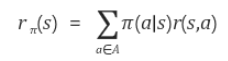 r_π(s) = ∑_{a∈A} π(a|s)r(s,a)